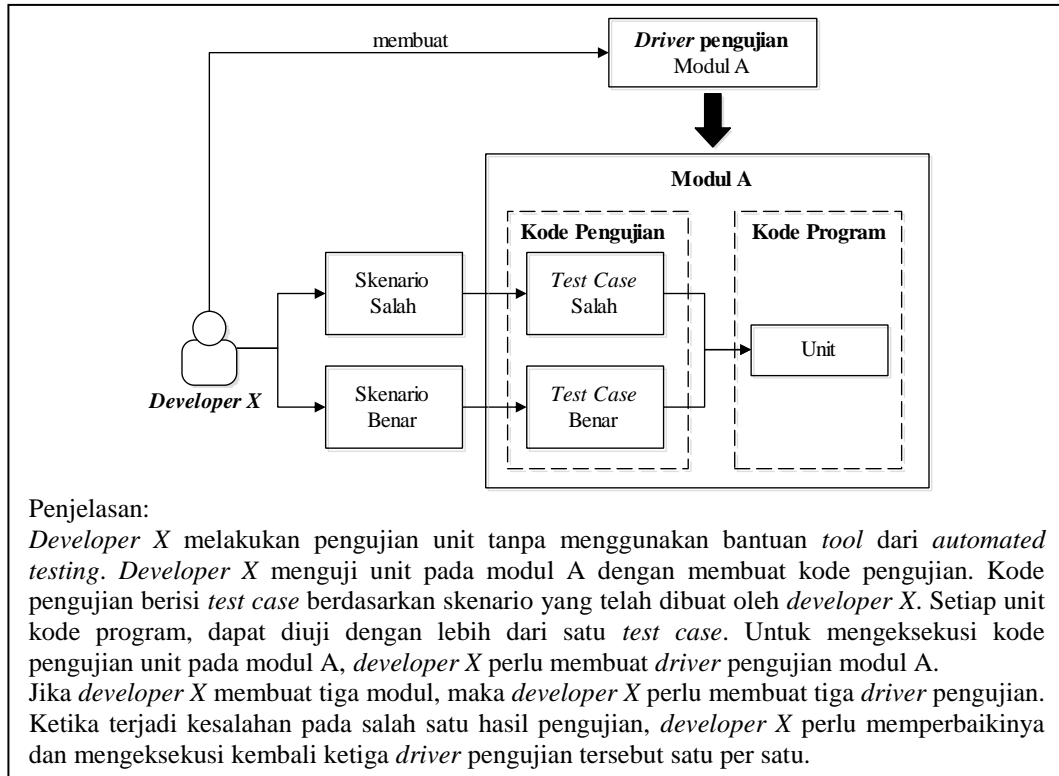 membuat
Driver pengujian
Modul A
Modul A
Kode Pengujian
Kode Program
Skenario
Salah
Test Case
Salah
Unit
Developer X
Skenario
Benar
Test Case
Benar
Penjelasan:
Developer X melakukan pengujian unit tanpa menggunakan bantuan tool dari automated
testing. Developer X menguji unit pada modul A dengan membuat kode pengujian. Kode
pengujian berisi test case berdasarkan skenario yang telah dibuat oleh developer X. Setiap unit
kode program, dapat diuji dengan lebih dari satu test case. Untuk mengeksekusi kode
pengujian unit pada modul A, developer X perlu membuat driver pengujian modul A.
Jika developer X membuat tiga modul, maka developer X perlu membuat tiga driver pengujian.
Ketika terjadi kesalahan pada salah satu hasil pengujian, developer X perlu memperbaikinya
dan mengeksekusi kembali ketiga driver pengujian tersebut satu per satu.